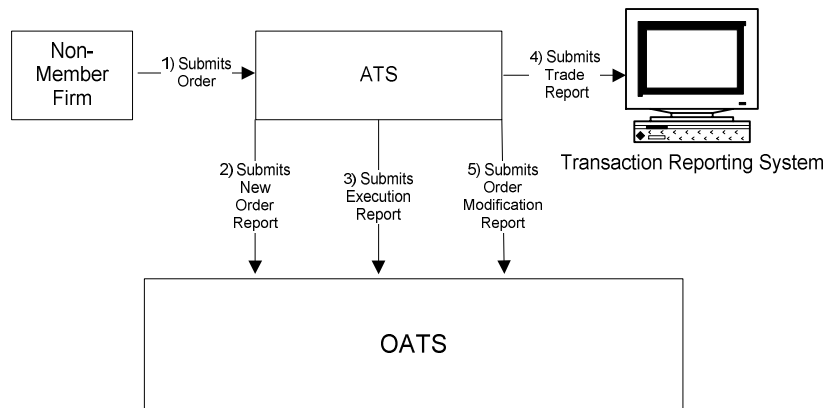 Non-
Member
Firm
1) Submits
Order
ATS
4) Submits
Trade
Report
Transaction Reporting System
2) Submits
New
Order
Report
3) Submits
Execution
Report
5) Submits
Order
Modification
Report
OATS